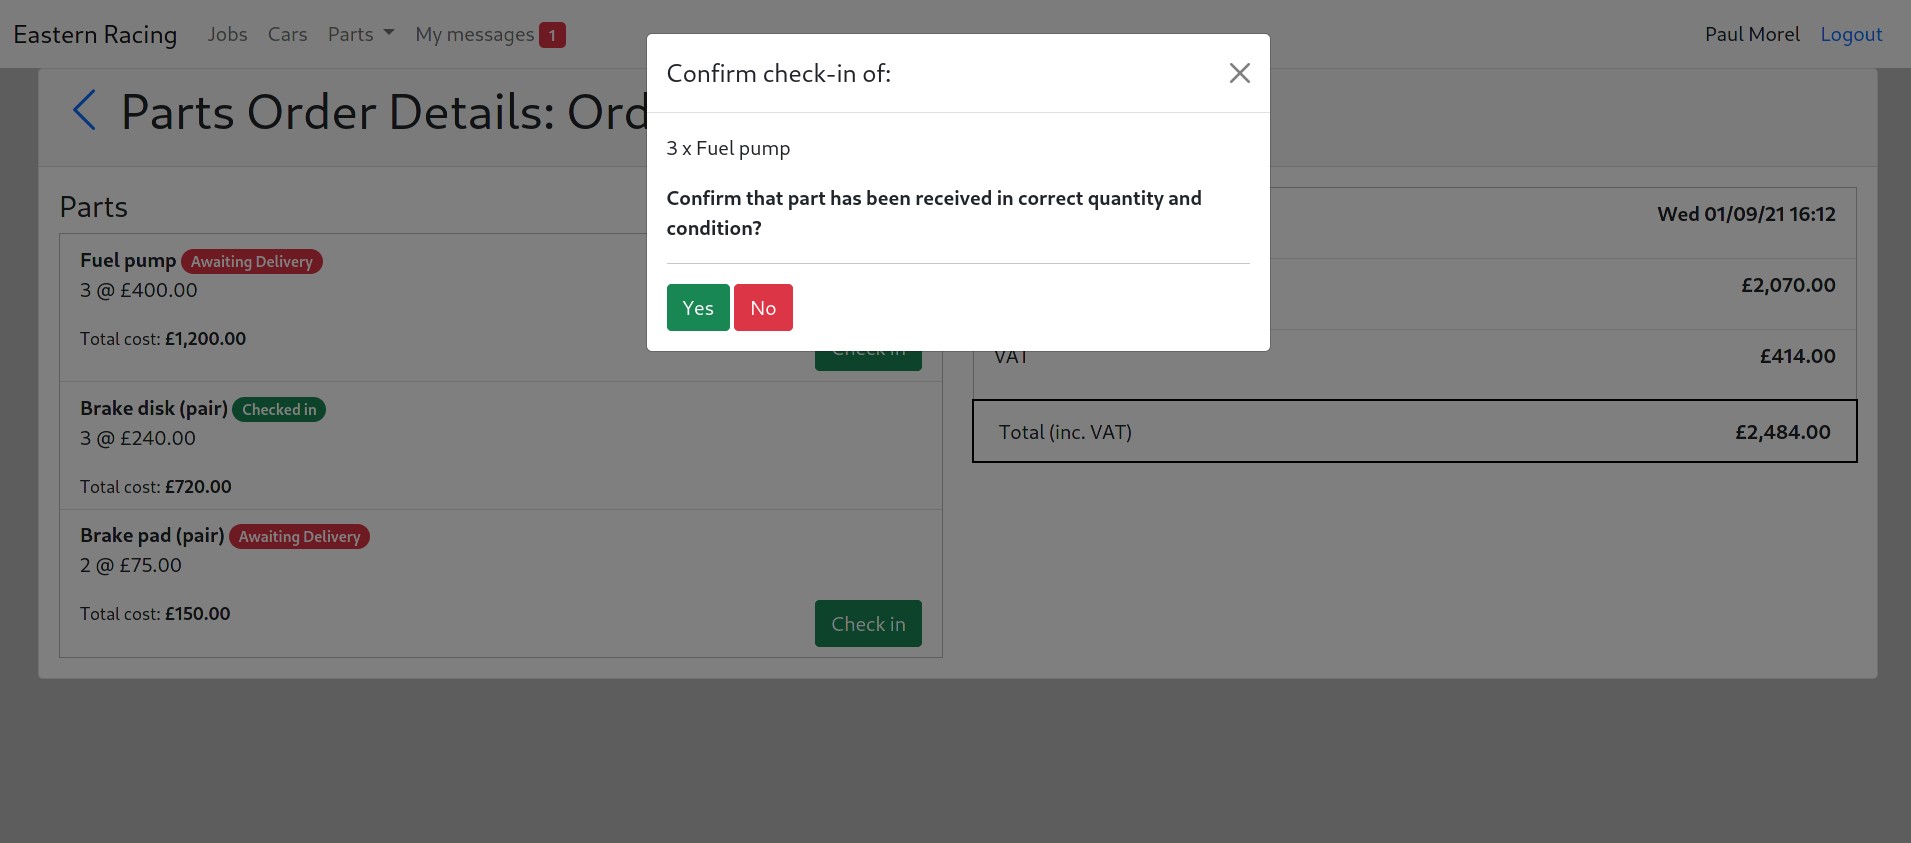 Eastern Racing Jobs Cars Parts My messages 1 Paul Morel Logout
Confirm check-in of:
3 x Fuel pump
Confirm that part has been received in correct quantity and
condition?
Yes No
Parts Order Details:
Parts
Fuel pump Awaiting Delivery
3 @ £400.00
Total cost: £1,200.00
Check in
Brake disk (pair) Checked in
3 @ £240.00
Total cost: £720.00
Brake pad (pair) Awaiting Delivery
2 @ £75.00
Total cost: £150.00
Check in
Wed 01/09/21 16:12
£2,070.00
VAT £414.00
Total (inc. VAT) £2,484.00